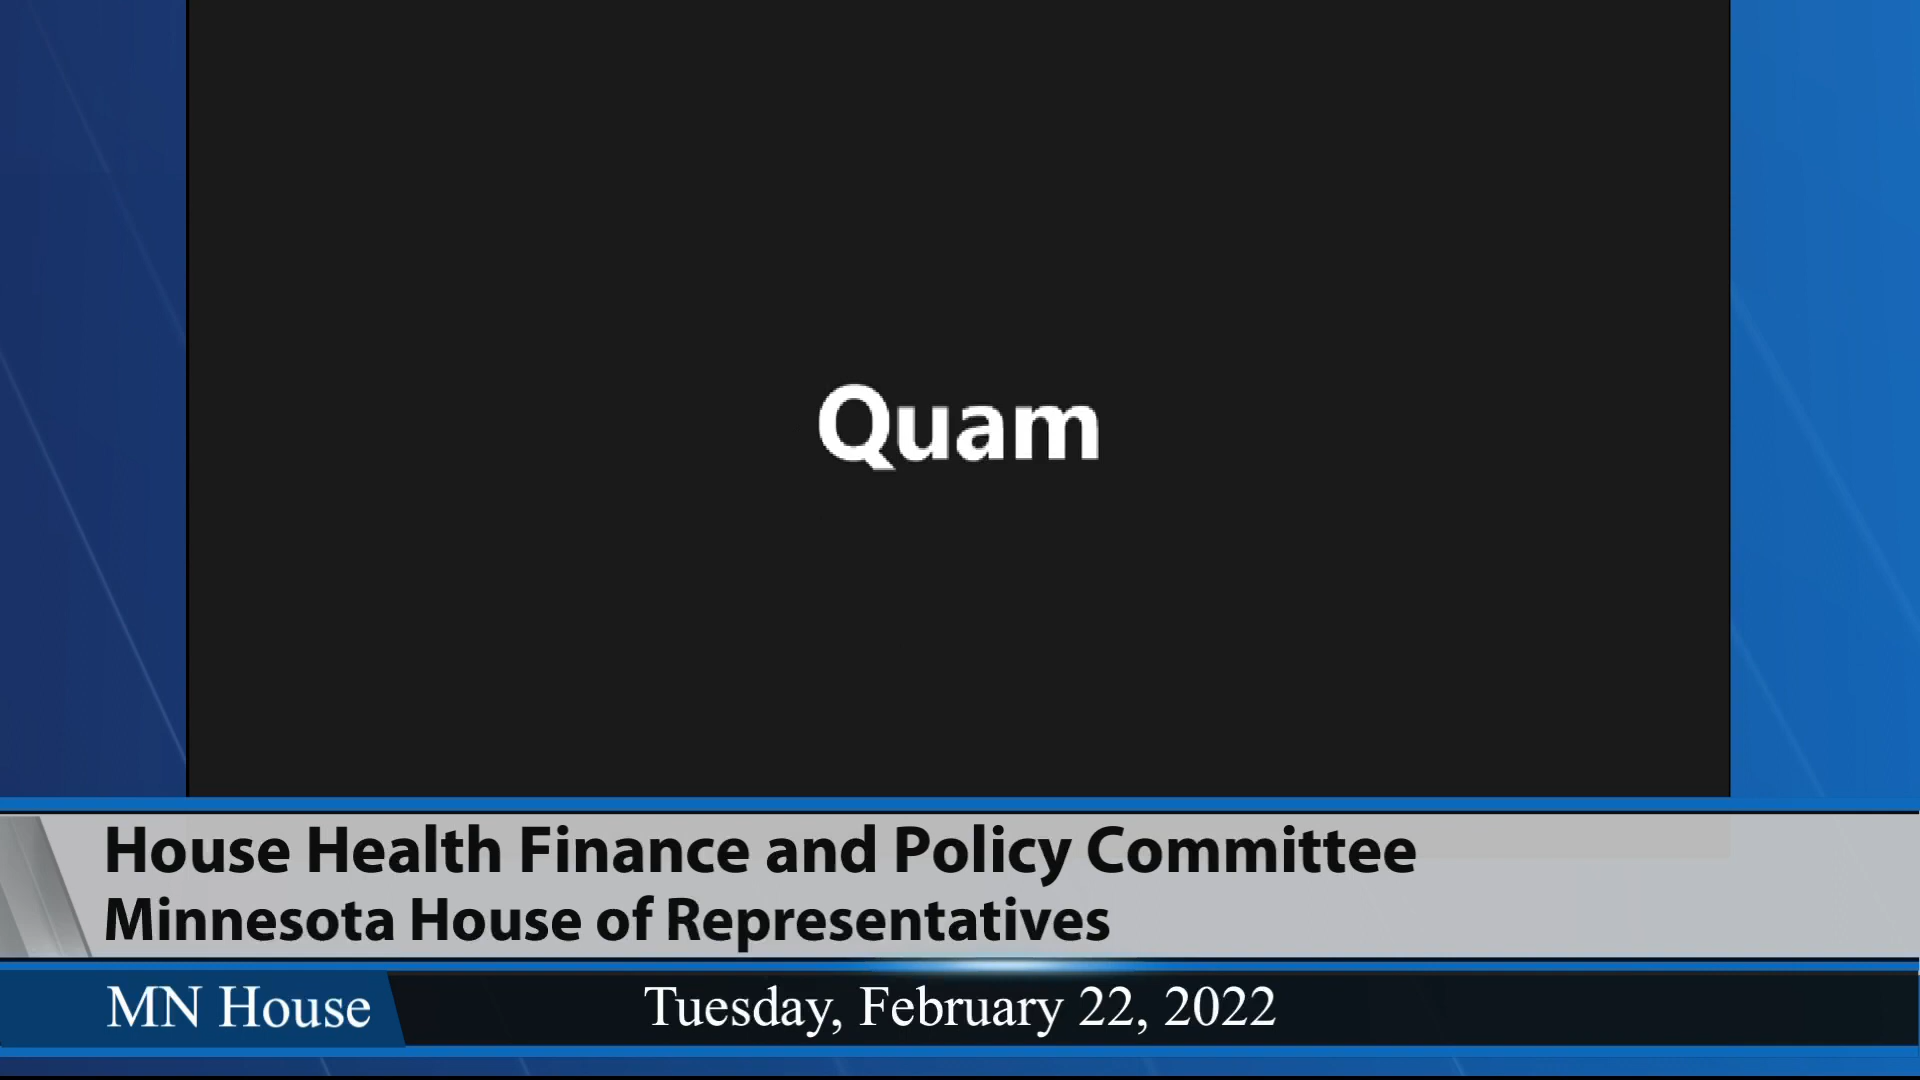 Quam
House Health Finance and Policy Committee
Minnesota House of Representatives
MN House
Tuesday, February 22, 2022